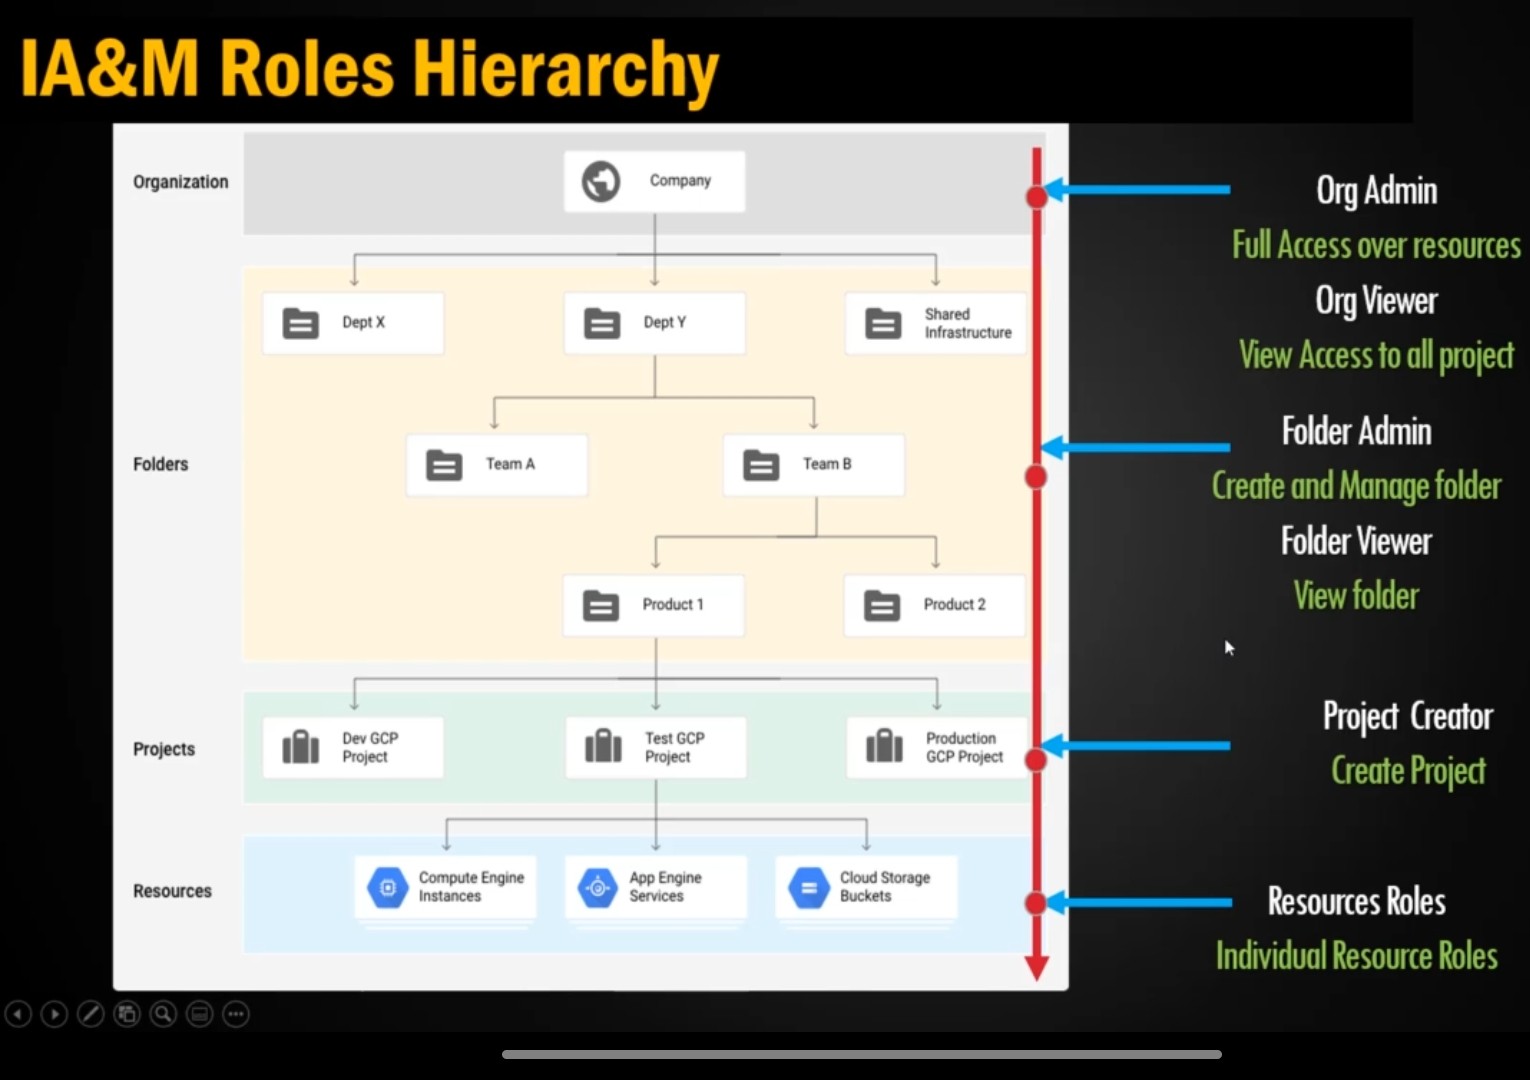 IA&M Roles Hierarchy
Organization
Company
Org Admin
Full Access over resources
Org Viewer
View Access to all project
Dept X
Dept Y
Shared
Infrastructure
Folders
Team A
Team B
Folder Admin
Create and Manage folder
Folder Viewer
View folder
Product 1
Product 2
Projects
Dev GCP
Project
Test GCP
Project
Production
GCP Project
Project Creator
Create Project
Resources
Compute Engine
Instances
App Engine
Services
Cloud Storage
Buckets
Resources Roles
Individual Resource Roles